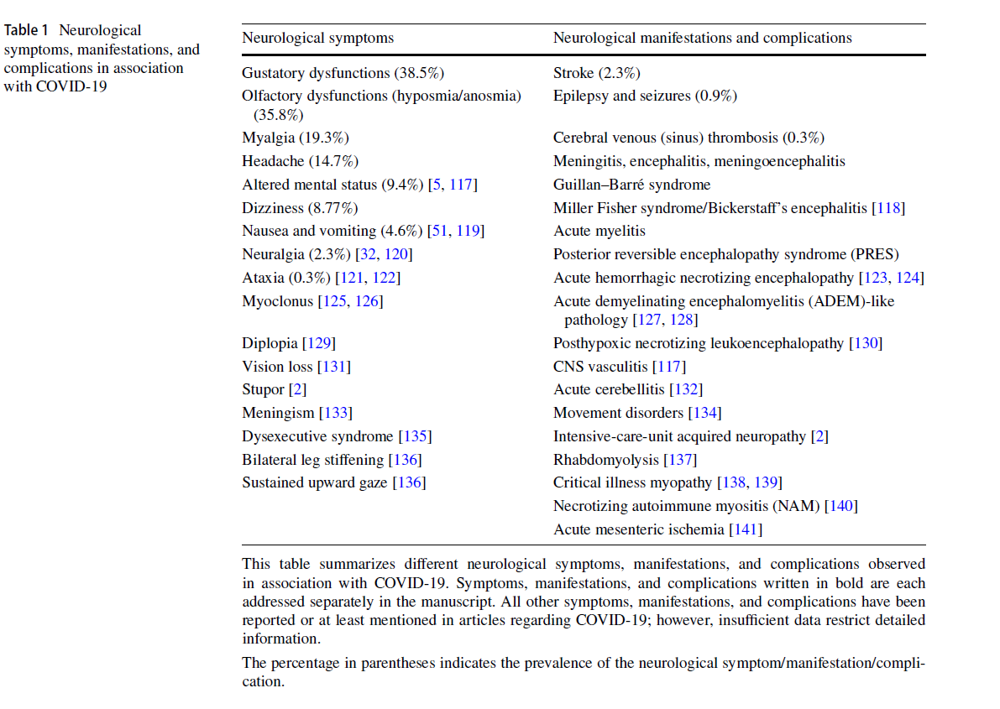 Table 1 Neurological
symptoms, manifestations, and
complications in association
with COVID-19
Neurological symptoms Neurological manifestations and complications
Gustatory dysfunctions (38.5%) Stroke (2.3%)
Olfactory dysfunctions (hyposmia/anosmia) Epilepsy and seizures (0.9%)
(35.8%)
Myalgia (19.3%) Cerebral venous (sinus) thrombosis (0.3%)
Headache (14.7%) Meningitis, encephalitis, meningoencephalitis
Altered mental status (9.4%) [5, 117] Guillan–Barré syndrome
Dizziness (8.77%) Miller Fisher syndrome/Bickerstaff's encephalitis [118]
Nausea and vomiting (4.6%) [51, 119] Acute myelitis
Neuralgia (2.3%) [32, 120] Posterior reversible encephalopathy syndrome (PRES)
Ataxia (0.3%) [121, 122] Acute hemorrhagic necrotizing encephalopathy [123, 124]
Myoclonus [125, 126] Acute demyelinating encephalomyelitis (ADEM)-like
pathology [127, 128]
Diplopia [129] Posthypoxic necrotizing leukoencephalopathy [130]
Vision loss [131] CNS vasculitis [117]
Stupor [2] Acute cerebellitis [132]
Meningism [133] Movement disorders [134]
Dysexecutive syndrome [135] Intensive-care-unit acquired neuropathy [2]
Bilateral leg stiffening [136] Rhabdomyolysis [137]
Sustained upward gaze [136] Critical illness myopathy [138, 139]
Necrotizing autoimmune myositis (NAM) [140]
Acute mesenteric ischemia [141]
This table summarizes different neurological symptoms, manifestations, and complications observed
in association with COVID-19. Symptoms, manifestations, and complications written in bold are each
addressed separately in the manuscript. All other symptoms, manifestations, and complications have been
reported or at least mentioned in articles regarding COVID-19; however, insufficient data restrict detailed
information.
The percentage in parentheses indicates the prevalence of the neurological symptom/manifestation/compli-
cation.